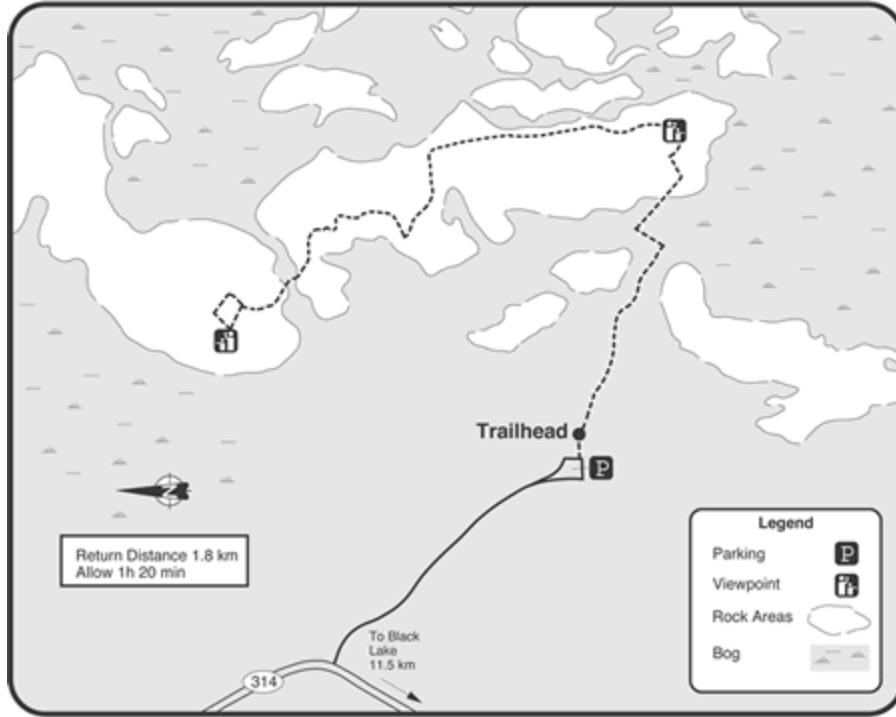 Trailhead
P
N
Return Distance 1.8 km
Allow 1h 20 min
To Black
Lake
11.5 km
314
Legend
Parking
P
Viewpoint
Rock Areas
Bog